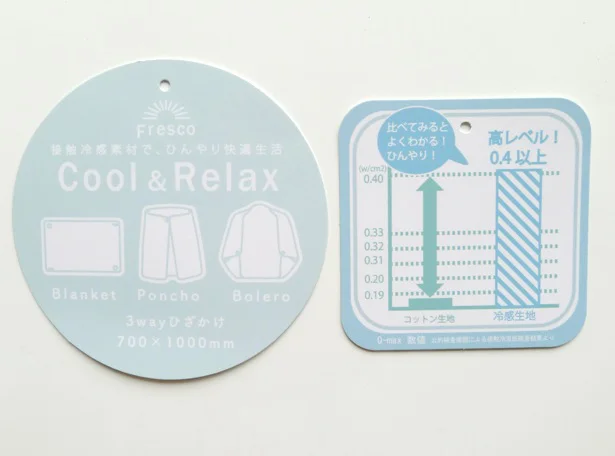 Fresco
接触冷感素材で、ひんやり快適生活
Cool & Relax
Blanket
Poncho
Bolero
3wayひざかけ
700×1000mm
比べてみると
よくわかる!
ひんやり!
高レベル!
0.4以上
(w/cm2)
0.40
0.33
0.32
0.31
0.20
0.19
コットン生地
冷感生地
Q-max 数値